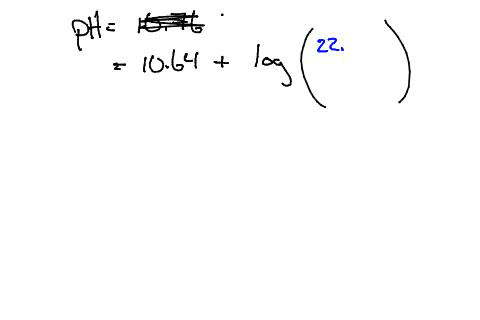 pH =
= 10.64 + log ( 22. )